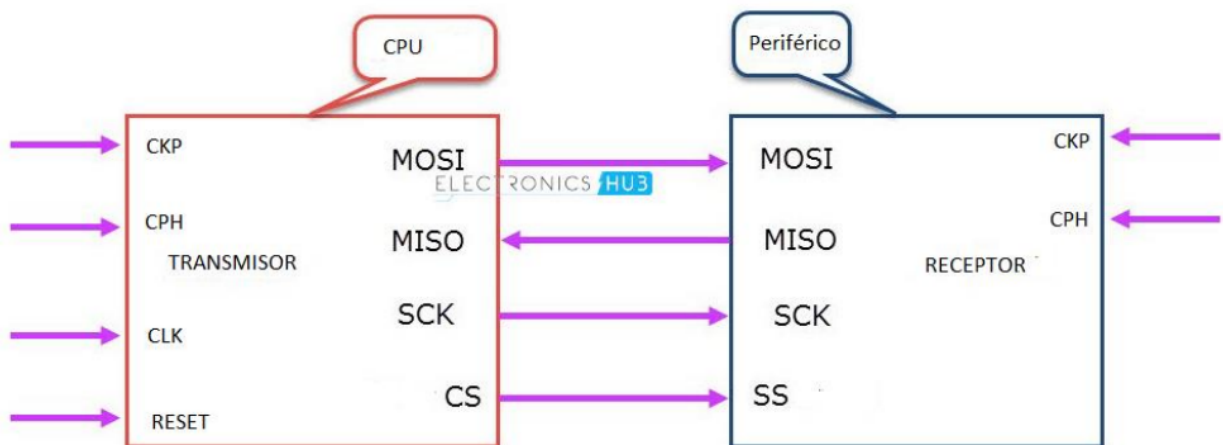 CPU
Periférico
CKP
MOSI
MOSI
CKP
ELECTRONICS HUB
CPH
MISO
MISO
CPH
TRANSMISOR
RECEPTOR
SCK
SCK
CLK
CS
SS
RESET